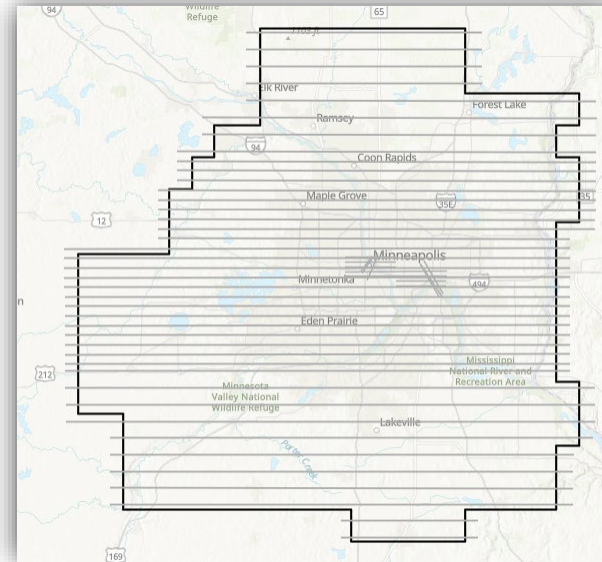 94
Wildlife
Refuge
65
Elk River
Forest Lake
Ramsey
94
Coon Rapids
Maple Grove
35E
35
12
Minneapolis
Minnetonka
494
n
Eden Prairie
212
Mississippi
National River and
Recreation Area
Minnesota
Valley National
Wildlife Refuge
Lakeville
Creek
169